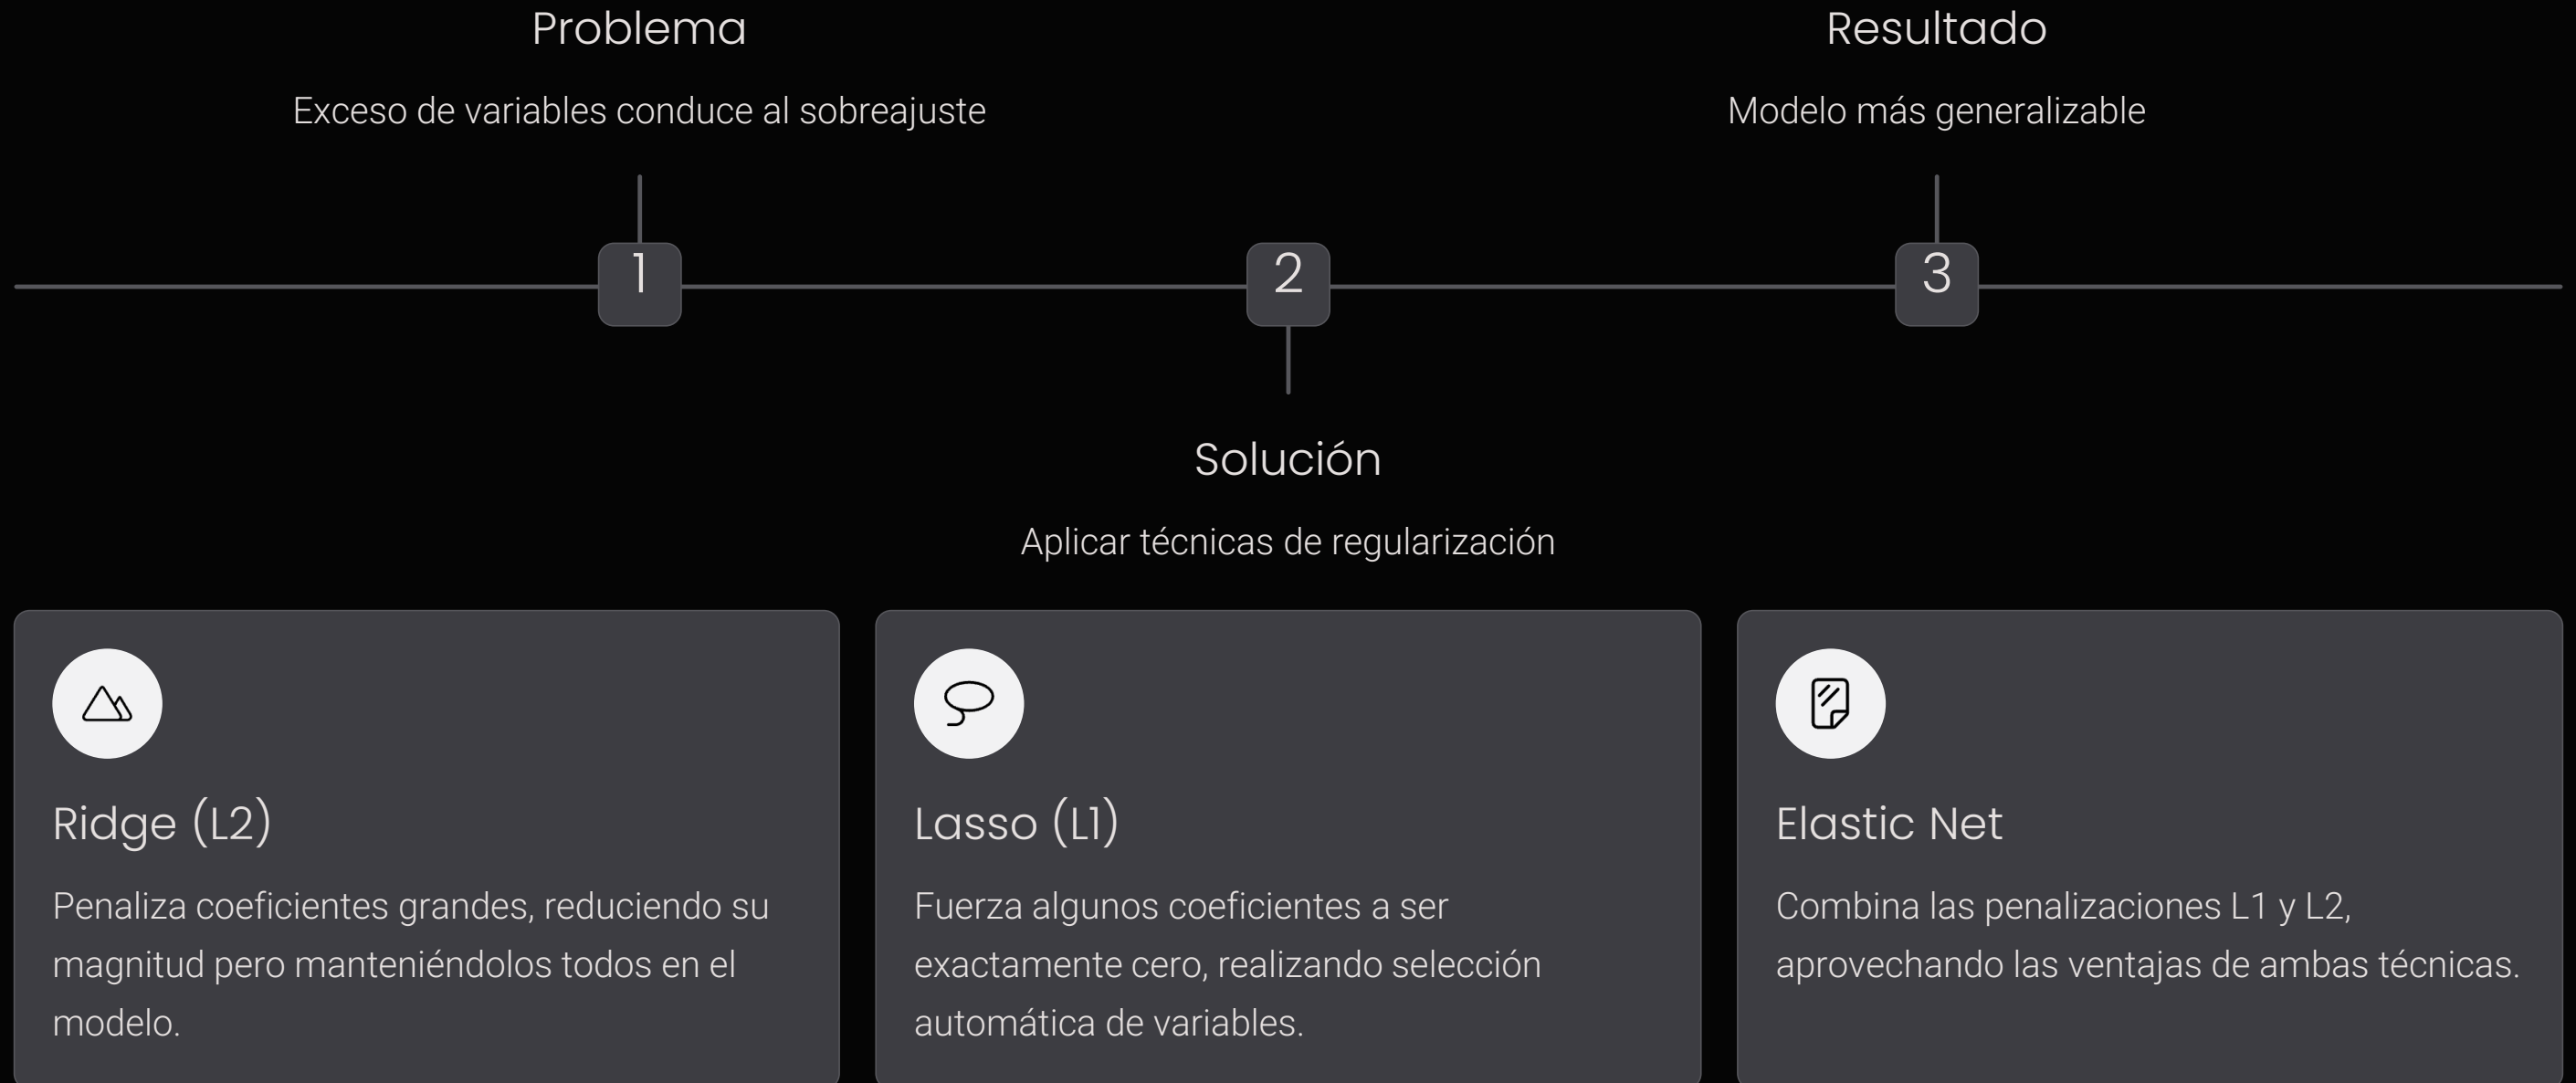 Problema
Exceso de variables conduce al sobreajuste
Resultado
Modelo más generalizable
1
2
3
Solución
Aplicar técnicas de regularización
Ridge (L2)
Penaliza coeficientes grandes, reduciendo su
magnitud pero manteniéndolos todos en el
modelo.
Lasso (L1)
Fuerza algunos coeficientes a ser
exactamente cero, realizando selección
automática de variables.
Elastic Net
Combina las penalizaciones L1 y L2,
aprovechando las ventajas de ambas técnicas.